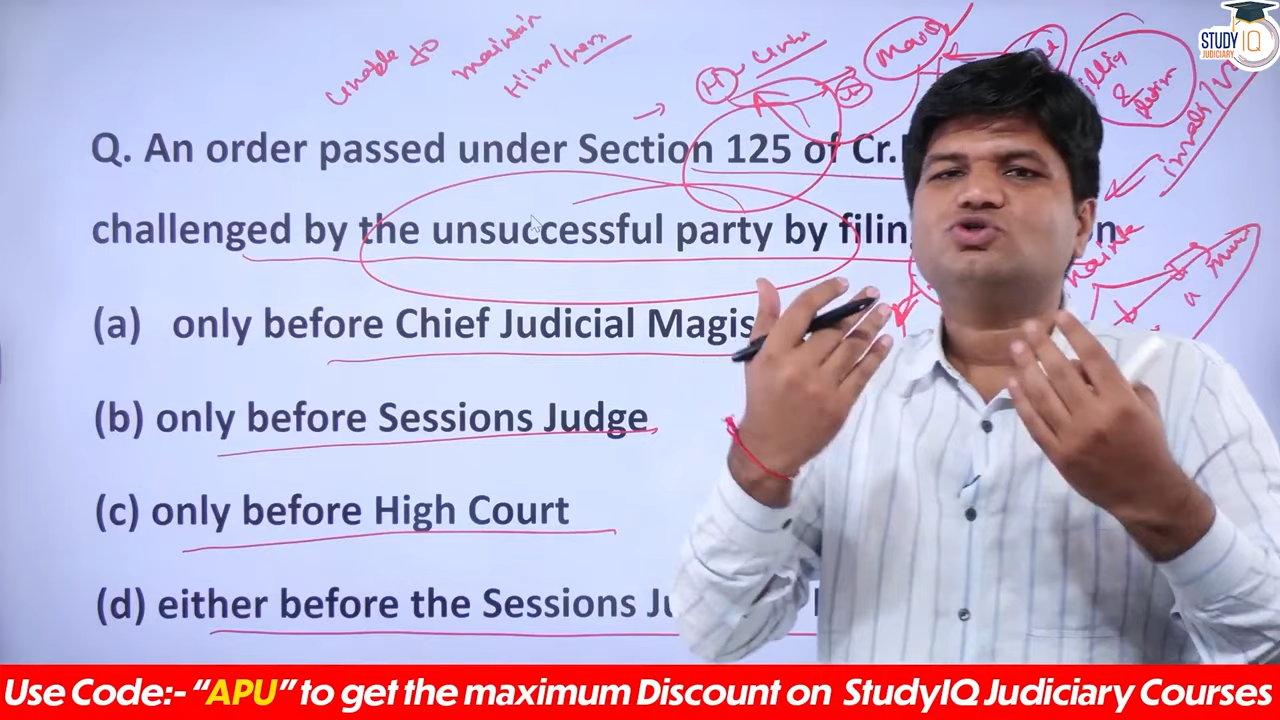 STUDY IQ
JUDICIARY
unable to maintain
Him/her
Q. An order passed under Section 125 of Cr.
challenged by the unsuccessful party by filin
(a) only before Chief Judicial Magis
(b) only before Sessions Judge
(c) only before High Court
(d) either before the Sessions Ju
Use Code:- “APU” to get the maximum Discount on StudyIQ Judiciary Courses